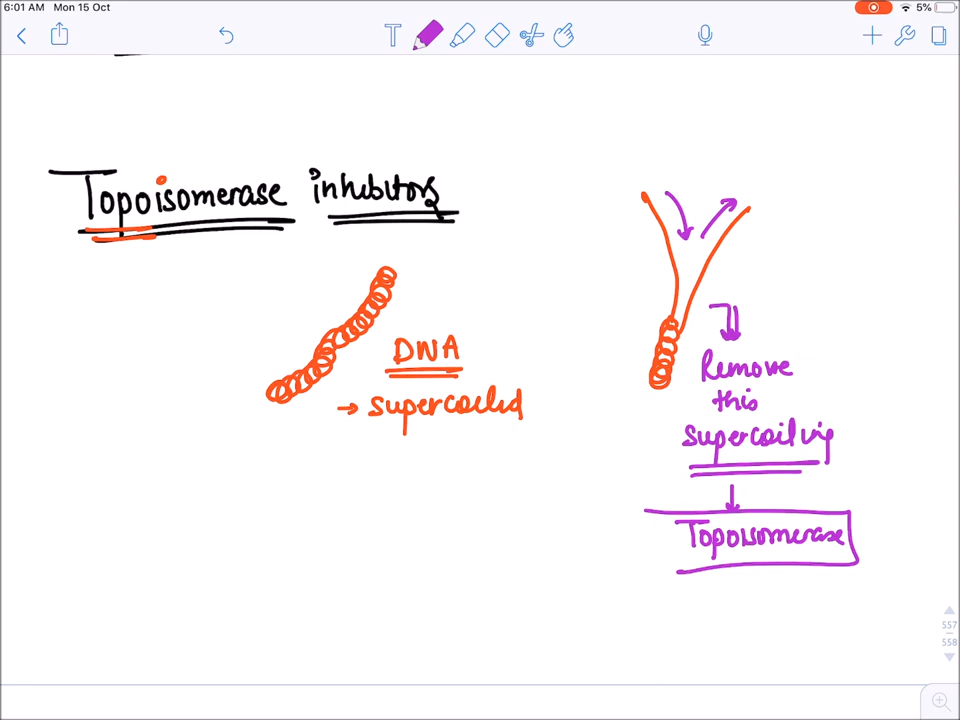 6:01 AM Mon 15 Oct
5%
T
Topoisomerase inhibitors
DNA
→ supercoiled
Remove
this
supercoiling
Topoisomerase
557
558